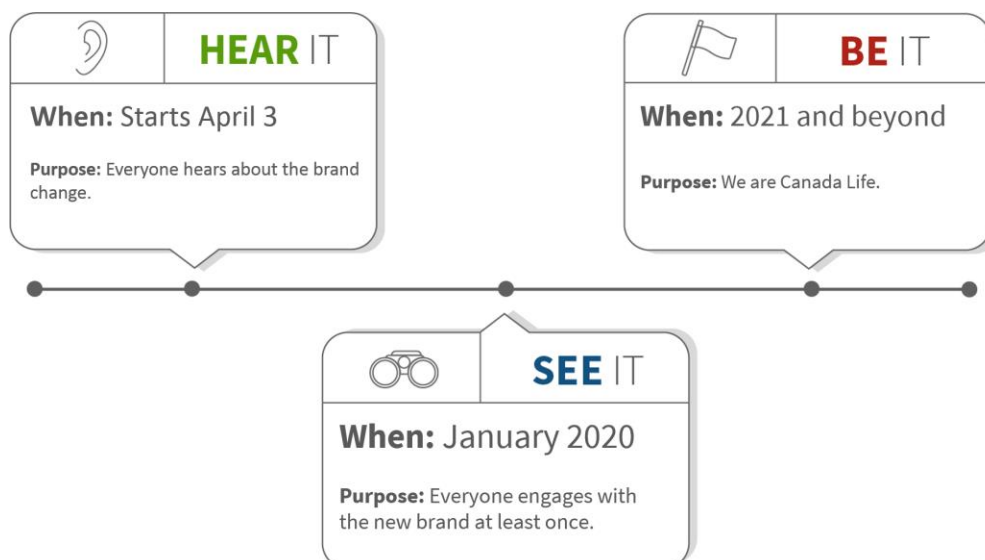 HEAR IT
When: Starts April 3
Purpose: Everyone hears about the brand
change.
SEE IT
When: January 2020
Purpose: Everyone engages with
the new brand at least once.
BE IT
When: 2021 and beyond
Purpose: We are Canada Life.